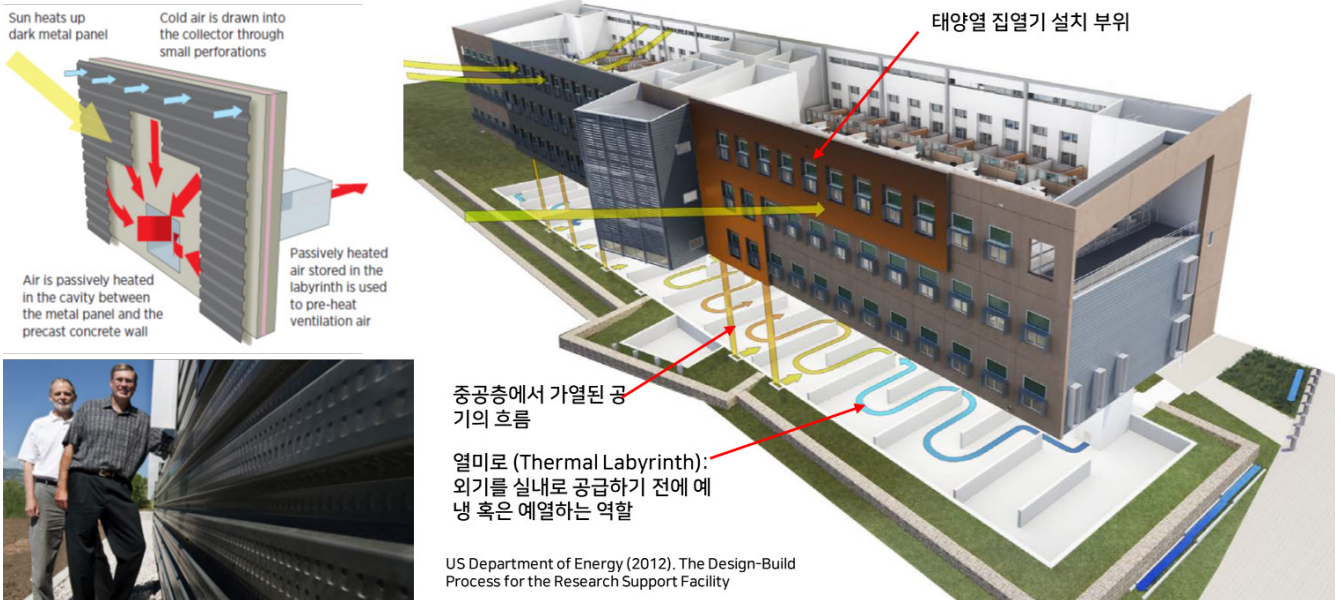 Sun heats up
dark metal panel
Cold air is drawn into
the collector through
small perforations
Air is passively heated
in the cavity between
the metal panel and the
precast concrete wall
Passively heated
air stored in the
labyrinth is used
to pre-heat
ventilation air
태양열 집열기 설치 부위
중공층에서 가열된 공
기의 흐름
열미로 (Thermal Labyrinth):
외기를 실내로 공급하기 전에 예
냉 혹은 예열하는 역할
US Department of Energy (2012). The Design-Build
Process for the Research Support Facility